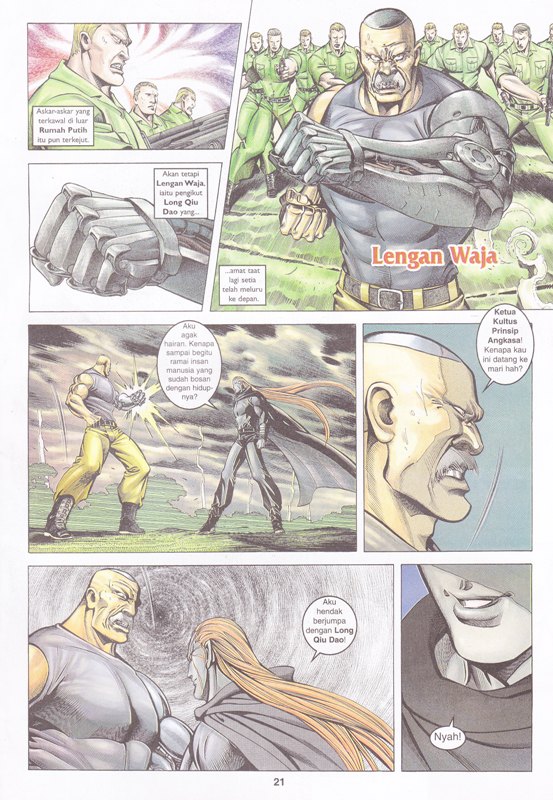 Askar-askar yang
terkawal di luar
Rumah Putih
itu pun terkejut.
Akan tetapi
Lengan Waja,
iaitu pengikut
Long Qiu
Dao yang...
...amat taat
lagi setia
telah meluru
ke depan.
Lengan Waja
Aku
agak
hairan. Kenapa
sampai begitu
ramai insan
manusia yang
sudah bosan
dengan hidup-
nya?
Ketua
Kultus
Prinsip
Angkasa!
Kenapa kau
ini datang ke
mari hah?
Aku
hendak
berjumpa
dengan Long
Qiu Dao!
Nyah!
21